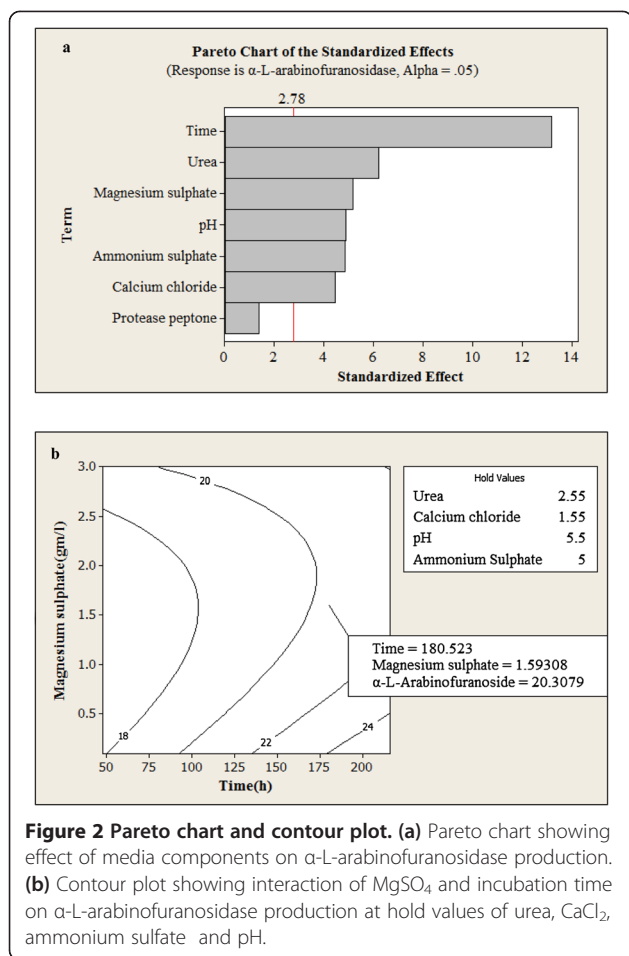 a
Pareto Chart of the Standardized Effects
(Response is α-L-arabinofuranosidase, Alpha = .05)
2.78
Term
Time
Urea
Magnesium sulphate
pH
Ammonium sulphate
Calcium chloride
Protease peptone
0 2 4 6 8 10 12 14
Standardized Effect
b
Magnesium sulphate(gm/l)
3.0
2.5
2.0
1.5
1.0
0.5
20
18
22
24
50 75 100 125 150 175 200
Time(h)
Hold Values
Urea 2.55
Calcium chloride 1.55
pH 5.5
Ammonium Sulphate 5
Time = 180.523
Magnesium sulphate = 1.59308
α-L-Arabinofuranoside = 20.3079
Figure 2 Pareto chart and contour plot. (a) Pareto chart showing
effect of media components on α-L-arabinofuranosidase production.
(b) Contour plot showing interaction of MgSO₄ and incubation time
on α-L-arabinofuranosidase production at hold values of urea, CaCl₂,
ammonium sulfate and pH.